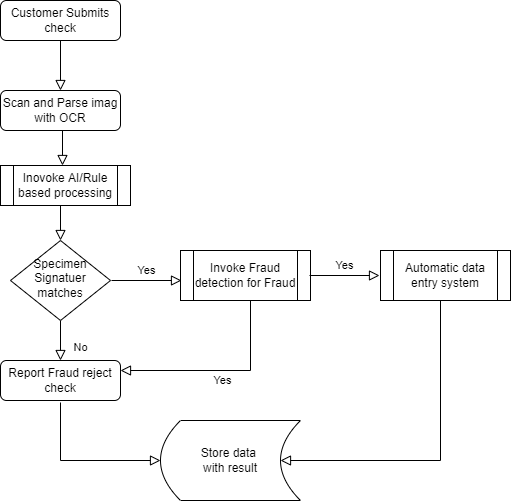 Customer Submits
check
Scan and Parse imag
with OCR
Inovoke AI/Rule
based processing
Specimen
Signatuer
matches
Yes
Invoke Fraud
detection for Fraud
Yes
Automatic data
entry system
No
Report Fraud reject
check
Yes
Store data
with result